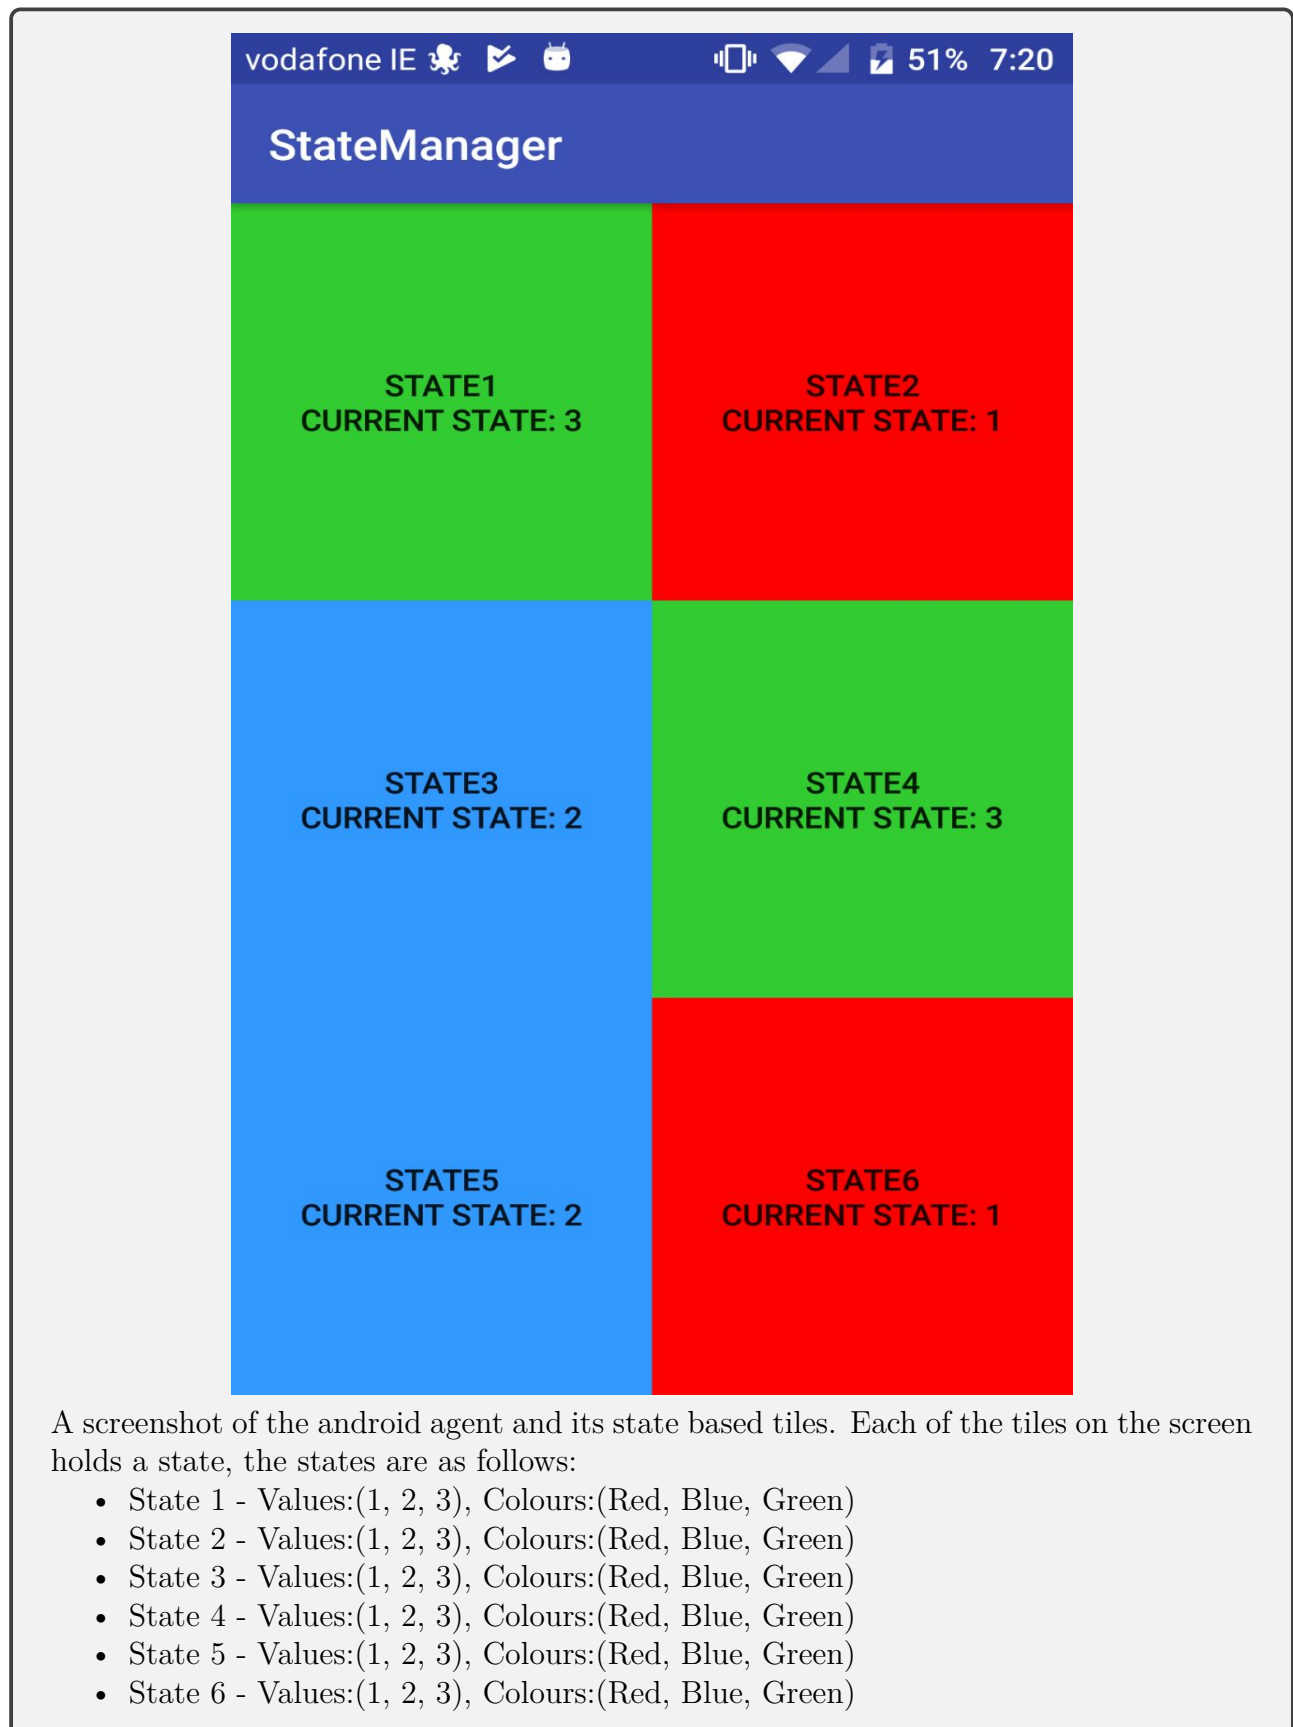 vodafone IE 51% 7:20
StateManager
STATE1
CURRENT STATE: 3
STATE2
CURRENT STATE: 1
STATE3
CURRENT STATE: 2
STATE4
CURRENT STATE: 3
STATE5
CURRENT STATE: 2
STATE6
CURRENT STATE: 1
A screenshot of the android agent and its state based tiles. Each of the tiles on the screen
holds a state, the states are as follows:
• State 1 - Values:(1, 2, 3), Colours:(Red, Blue, Green)
• State 2 - Values:(1, 2, 3), Colours:(Red, Blue, Green)
• State 3 - Values:(1, 2, 3), Colours:(Red, Blue, Green)
• State 4 - Values:(1, 2, 3), Colours:(Red, Blue, Green)
• State 5 - Values:(1, 2, 3), Colours:(Red, Blue, Green)
• State 6 - Values:(1, 2, 3), Colours:(Red, Blue, Green)